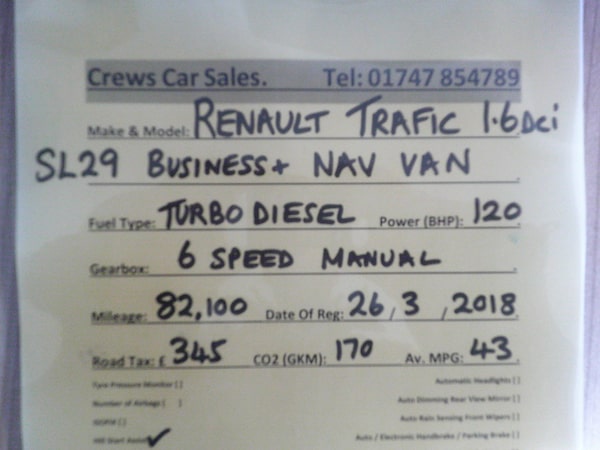 Crews Car Sales. Tel: 01747 854789
Make & Model: RENAULT TRAFIC 1.6 Dci
SL29 BUSINESS+ NAV VAN
Fuel Type: TURBO DIESEL Power (BHP): 120
Gearbox: 6 SPEED MANUAL
Mileage: 82,100 Date Of Reg: 26 / 3 / 2018
Road Tax: £ 345 CO2 (GKM): 170 Av. MPG: 43
Tyre Pressure Monitor [ ] Automatic Headlights [ ]
Number of Airbags [ ] Auto Dimming Rear View Mirror [ ]
Auto Rain Sensing Front Wipers [ ]
Hill Start Assist ✓ Auto / Electronic Handbrake / Parking Brake [ ]